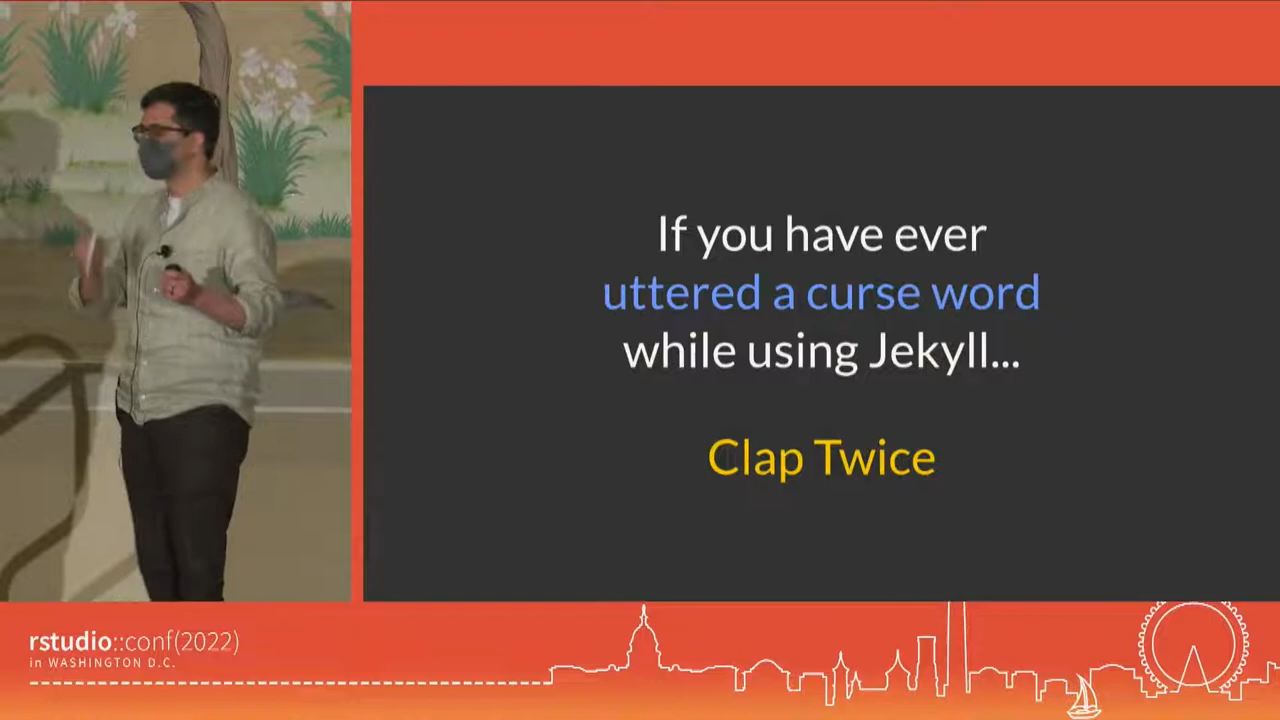 If you have ever
uttered a curse word
while using Jekyll...
Clap Twice
rstudio::conf(2022)
in WASHINGTON D.C.